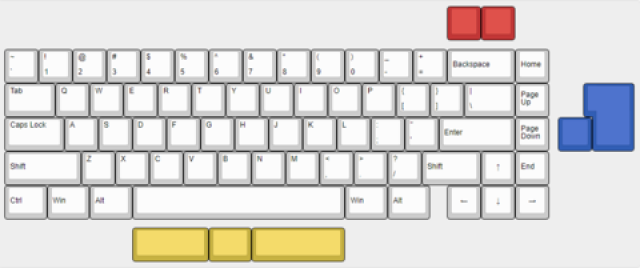 ~ ! @ # $ % ^ & * ( ) _ +
` 1 2 3 4 5 6 7 8 9 0 - = Backspace Home
Tab Q W E R T Y U I O P { } | Page
[ ] \ Up
Caps Lock A S D F G H J K L : " Enter Page
; ' Down
Shift Z X C V B N M < > ? Shift ↑ End
, . /
Ctrl Win Alt Win Alt ← ↓ →